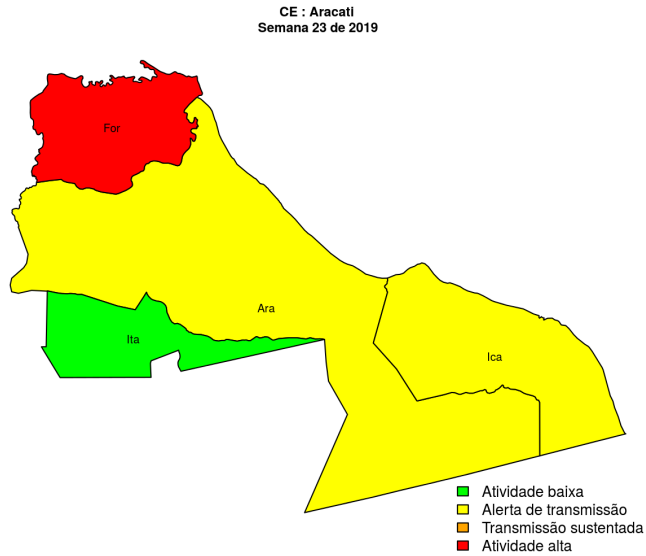 CE : Aracati
Semana 23 de 2019
For
Ara
Ita
Ica
Atividade baixa
Alerta de transmissão
Transmissão sustentada
Atividade alta